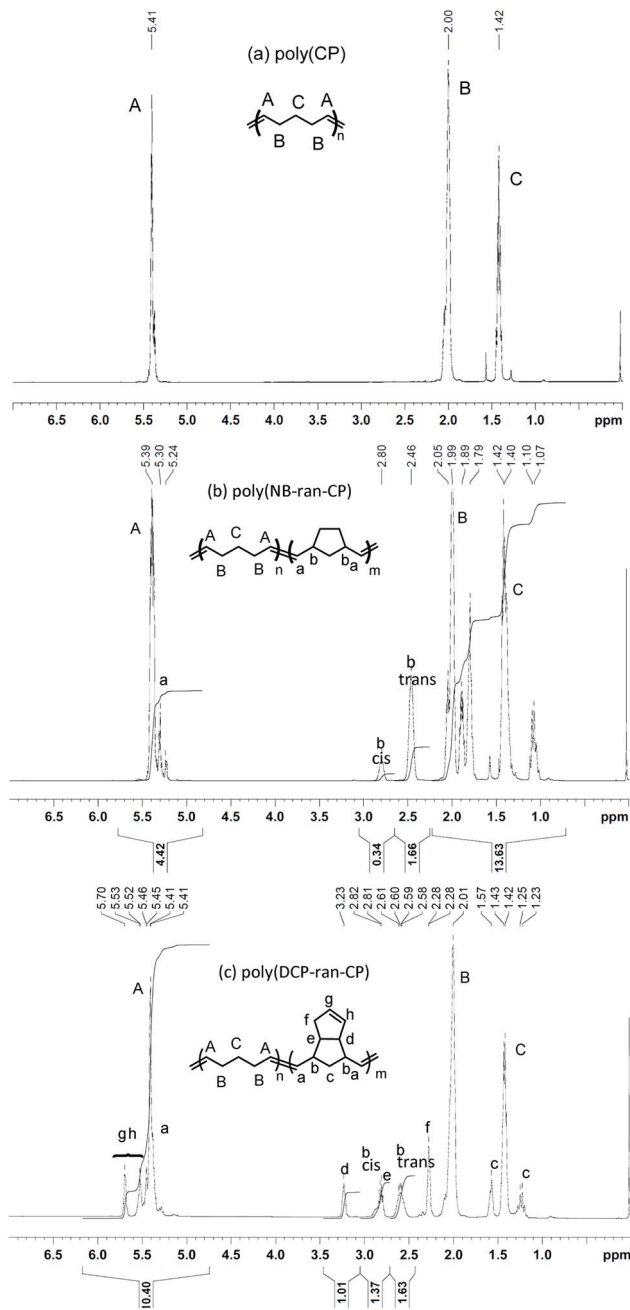 5.41
2.00
1.42
(a) poly(CP)
A
A C A
B B
n
B
C
6.5 6.0 5.5 5.0 4.5 4.0 3.5 3.0 2.5 2.0 1.5 1.0 ppm
5.39
5.30
5.24
2.80
2.46
2.05
1.99
1.89
1.79
1.42
1.40
1.10
1.07
(b) poly(NB-ran-CP)
A
A C A
B B
n
a b b a
m
a
b
cis
b
trans
B
C
6.5 6.0 5.5 5.0 4.5 4.0 3.5 3.0 2.5 2.0 1.5 1.0 ppm
4.42
0.34
1.66
13.63
5.70
5.53
5.52
5.46
5.45
5.41
5.41
3.23
2.82
2.81
2.61
2.60
2.59
2.58
2.28
2.28
2.01
1.57
1.43
1.42
1.25
1.23
(c) poly(DCP-ran-CP)
A
g
f h
e d
A C A
B B
n
a b c b a
m
gh
a
d
b
cis
e
b
trans
f
B
c
C
c
6.5 6.0 5.5 5.0 4.5 4.0 3.5 3.0 2.5 2.0 1.5 1.0 ppm
10.40
1.01
1.37
1.63